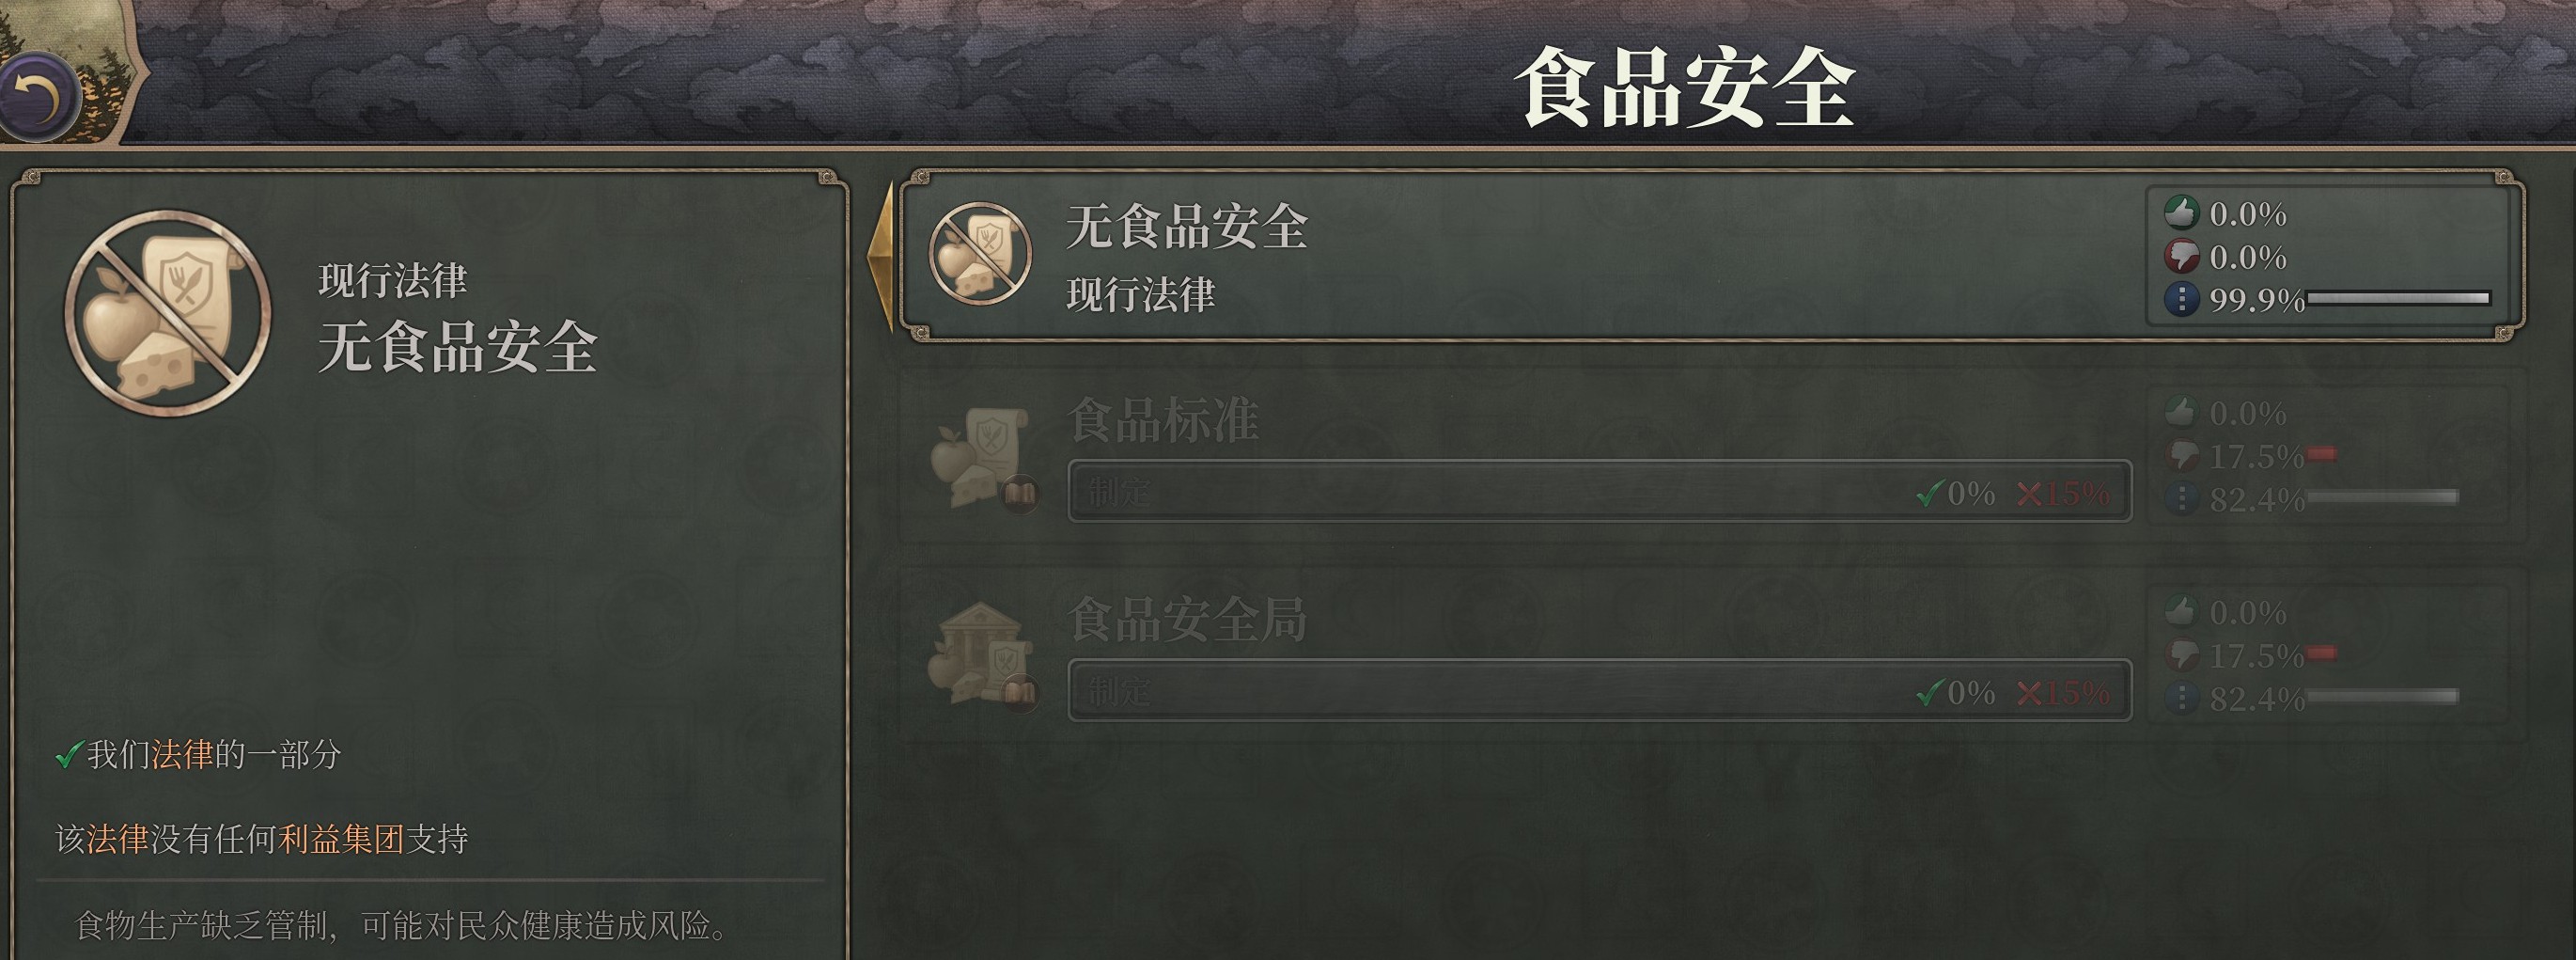 食品安全
现行法律
无食品安全
我们法律的一部分
该法律没有任何利益集团支持
食物生产缺乏管制，可能对民众健康造成风险。
无食品安全
现行法律
0.0%
0.0%
99.9%
食品标准
制定 0% 15%
0.0%
17.5%
82.4%
食品安全局
制定 0% 15%
0.0%
17.5%
82.4%